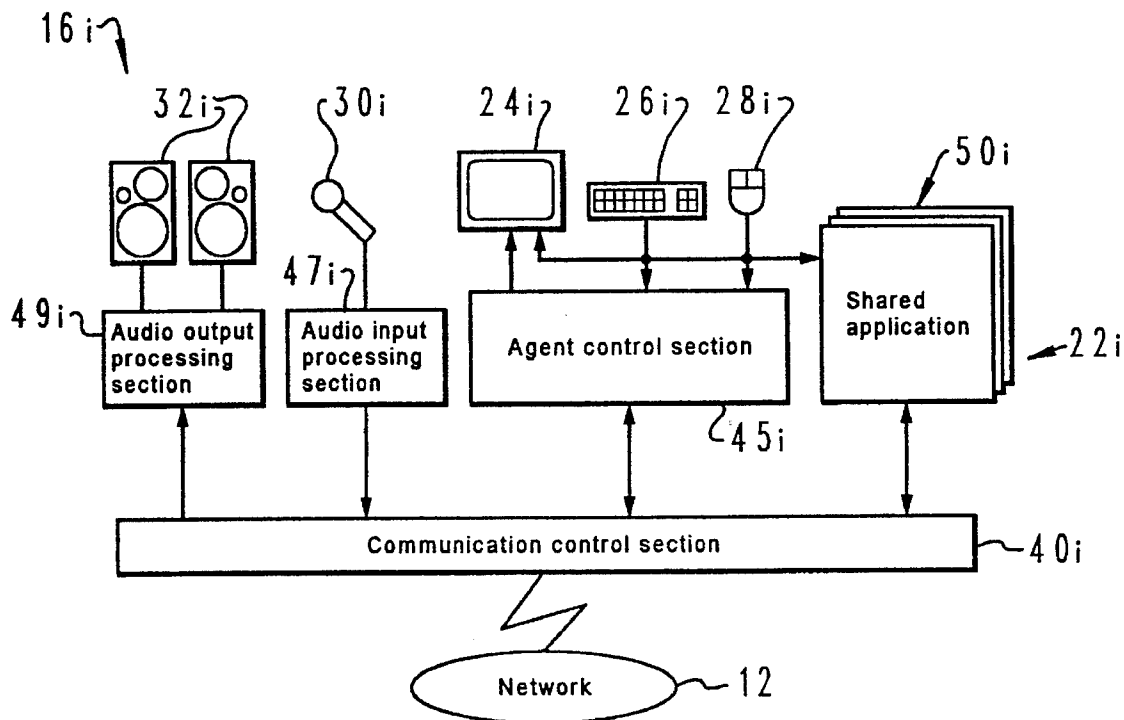 16i
32i
30i
24i
26i
28i
50i
47i
49i
Audio output
processing
section
Audio input
processing
section
Agent control section
Shared
application
22i
45i
Communication control section
40i
Network
12